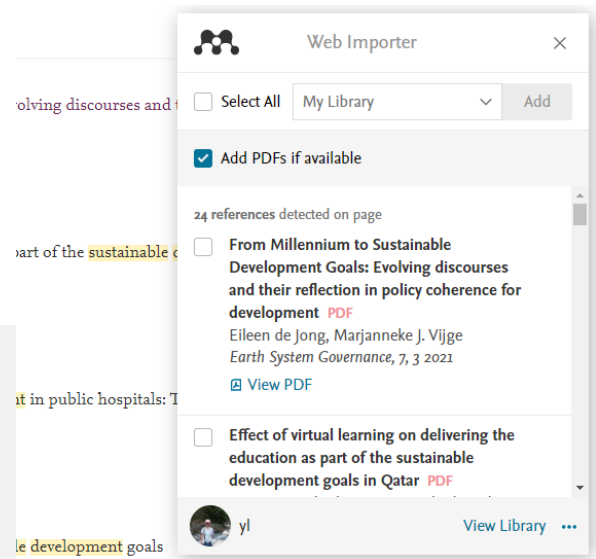 Web Importer
Select All
My Library
Add
Add PDFs if available
24 references detected on page
From Millennium to Sustainable
Development Goals: Evolving discourses
and their reflection in policy coherence for
development PDF
Eileen de Jong, Marjanneke J. Vijge
Earth System Governance, 7, 3 2021
View PDF
Effect of virtual learning on delivering the
education as part of the sustainable
development goals in Qatar PDF
yl
View Library
olving discourses and
part of the sustainable
in public hospitals:
development goals